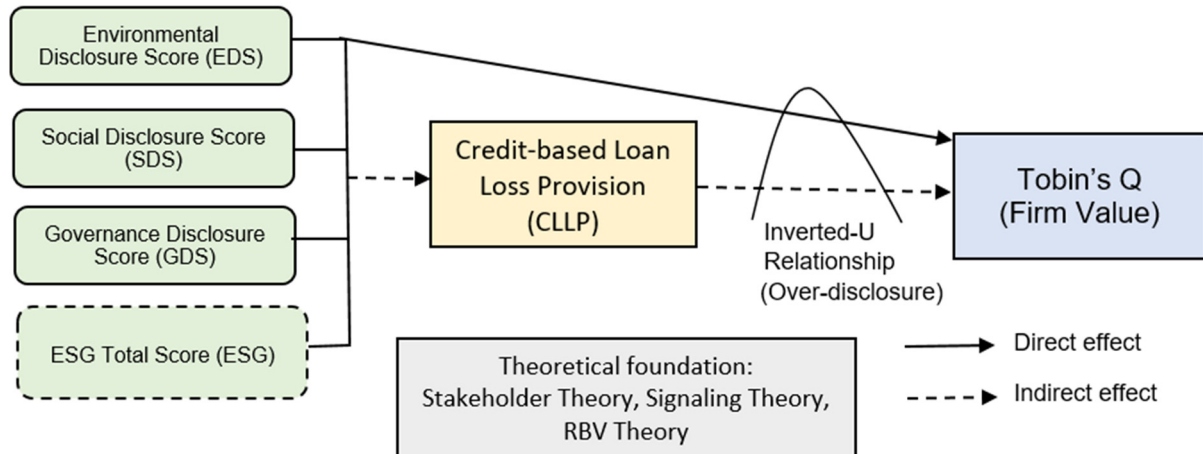 Environmental
Disclosure Score (EDS)
Social Disclosure Score
(SDS)
Governance Disclosure
Score (GDS)
ESG Total Score (ESG)
Credit-based Loan
Loss Provision
(CLLP)
Inverted-U
Relationship
(Over-disclosure)
Tobin's Q
(Firm Value)
Theoretical foundation:
Stakeholder Theory, Signaling Theory,
RBV Theory
Direct effect
Indirect effect